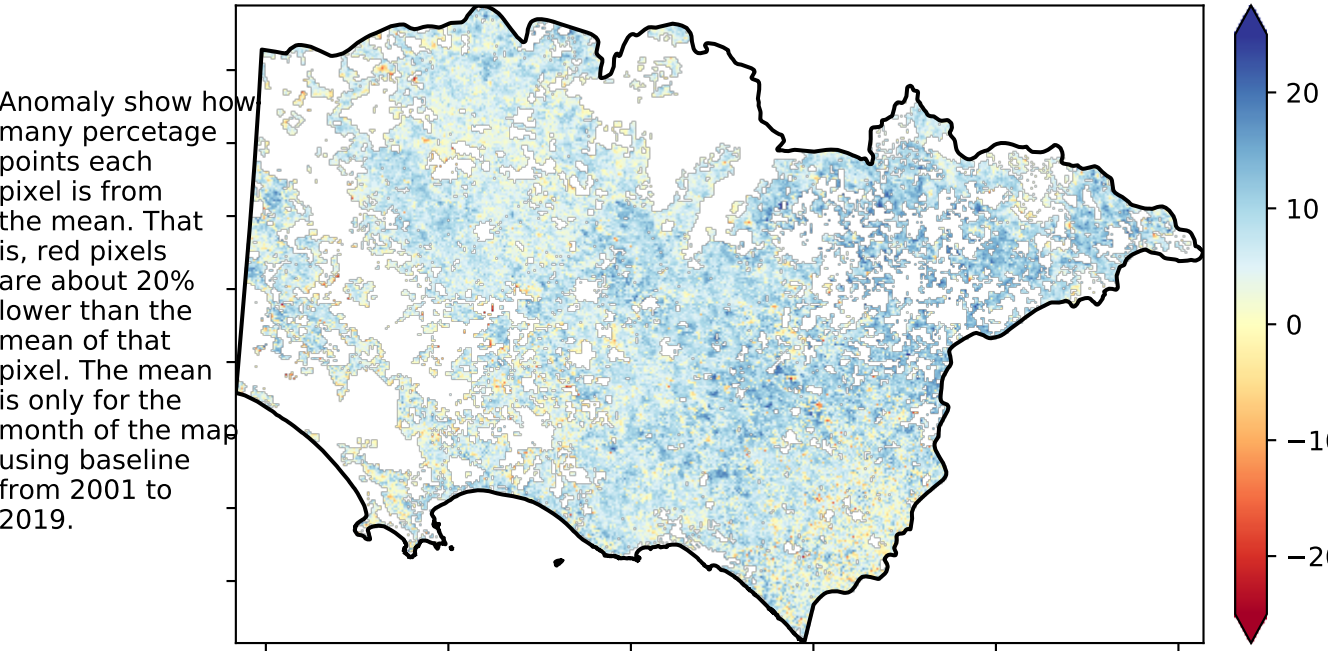 Anomaly show how
many percetage
points each
pixel is from
the mean. That
is, red pixels
are about 20%
lower than the
mean of that
pixel. The mean
is only for the
month of the map
using baseline
from 2001 to
2019.
20
10
0